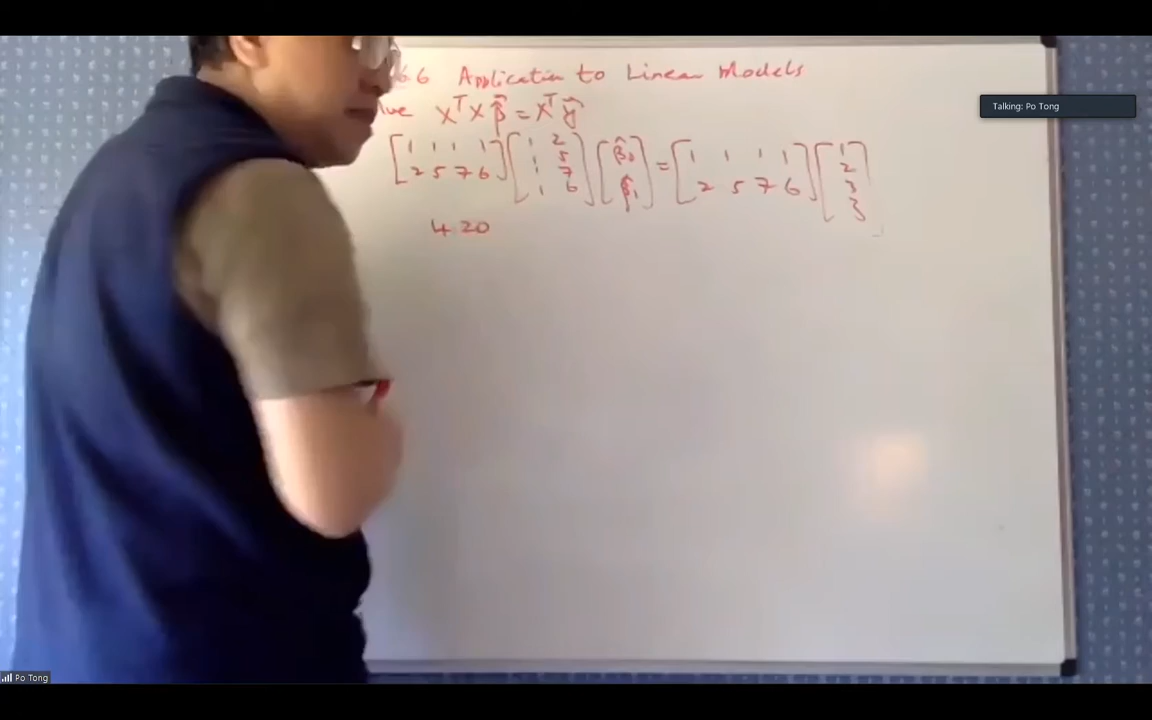 6.6 Application to Linear Models
X^T X β̂ = X^T ȳ
[1 1 1 1 / 2 5 7 6] [1 2 / 1 5 / 1 7 / 1 6] [β̂₀ / β̂₁] = [1 1 1 1 / 2 5 7 6] [1 / 2 / 3 / 3]
4 20
Talking: Po Tong
Po Tong